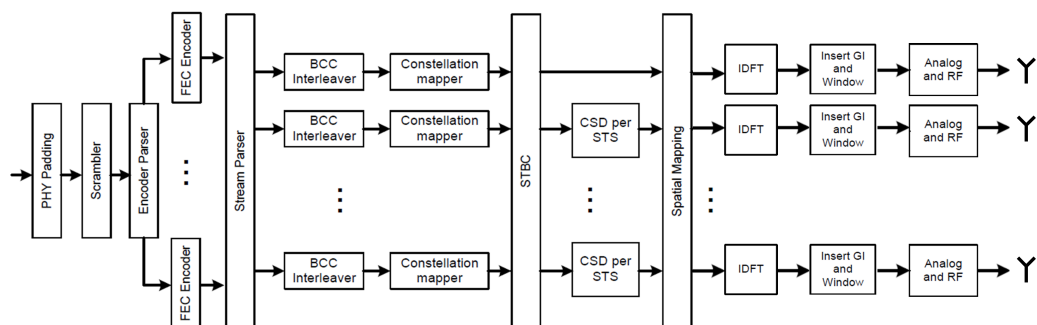 PHY Padding
Scrambler
Encoder Parser
FEC Encoder
FEC Encoder
Stream Parser
BCC
Interleaver
Constellation
mapper
BCC
Interleaver
Constellation
mapper
BCC
Interleaver
Constellation
mapper
STBC
CSD per
STS
CSD per
STS
Spatial Mapping
IDFT
Insert GI
and
Window
Analog
and RF
IDFT
Insert GI
and
Window
Analog
and RF
IDFT
Insert GI
and
Window
Analog
and RF